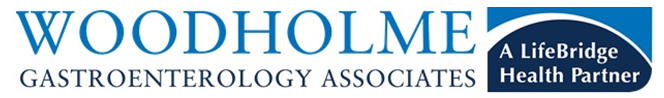 WOODHOLME
GASTROENTEROLOGY ASSOCIATES
A LifeBridge
Health Partner